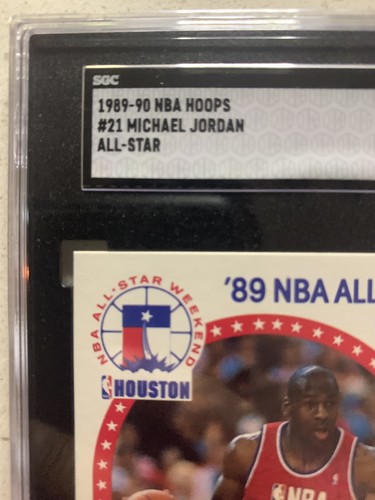 SGC
1989-90 NBA HOOPS
#21 MICHAEL JORDAN
ALL-STAR
'89 NBA ALL
NBA ALL-STAR WEEKEND
HOUSTON
NBA